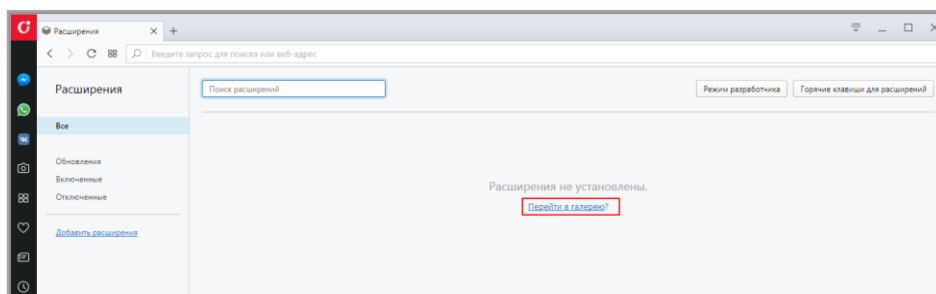 Расширения
Введите запрос для поиска или веб-адрес
Расширения
Поиск расширений
Режим разработчика
Горячие клавиши для расширений
Все
Обновления
Включенные
Отключенные
Добавить расширения
Расширения не установлены.
Перейти в галерею?